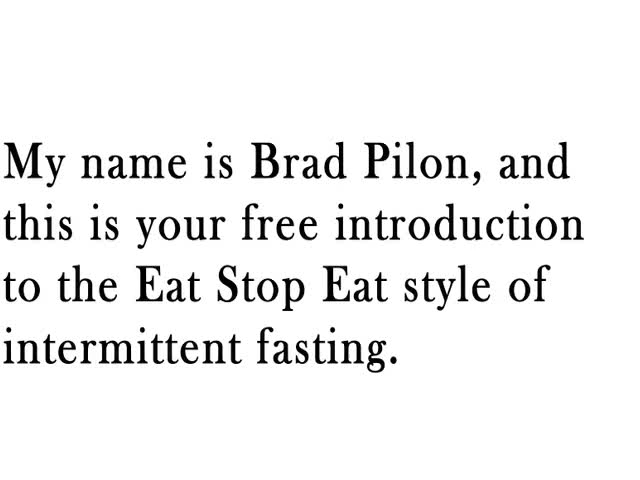 My name is Brad Pilon, and
this is your free introduction
to the Eat Stop Eat style of
intermittent fasting.